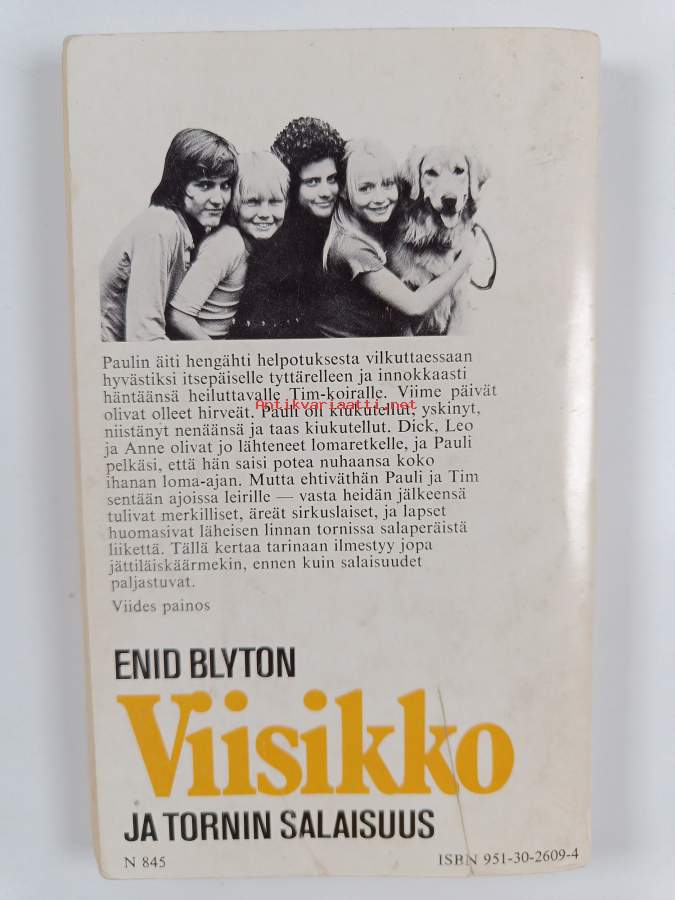 Paulin äiti hengähti helpotuksesta vilkuttaessaan
hyvästiksi itsepäiselle tyttärelleen ja innokkaasti
häntäänsä heiluttavalle Tim-koiralle. Viime päivät
olivat olleet hirveät. Pauli oli kiukutellut, yskinyt,
Antikvariaatti.net
niistänyt nenäänsä ja taas kiukutellut. Dick, Leo
ja Anne olivat jo lähteneet lomaretkelle, ja Pauli
pelkäsi, että hän saisi potea nuhaansa koko
ihanan loma-ajan. Mutta ehtiväthän Pauli ja Tim
sentään ajoissa leirille — vasta heidän jälkeensä
tulivat merkilliset, äreät sirkuslaiset, ja lapset
huomasivat läheisen linnan tornissa salaperäistä
liikettä. Tällä kertaa tarinaan ilmestyy jopa
jättiläiskäärmekin, ennen kuin salaisuudet
paljastuvat.
Viides painos
ENID BLYTON
Viisikko
JA TORNIN SALAISUUS
N 845
ISBN 951-30-2609-4